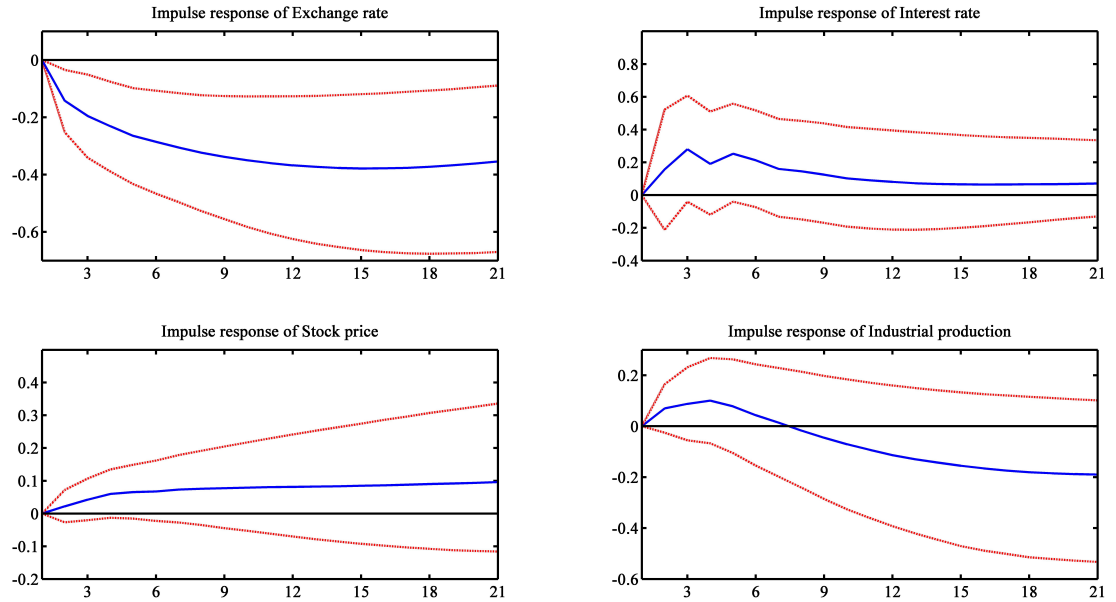 Impulse response of Exchange rate
0
-0.2
-0.4
-0.6
3 6 9 12 15 18 21
Impulse response of Interest rate
0.8
0.6
0.4
0.2
0
-0.2
-0.4
3 6 9 12 15 18 21
Impulse response of Stock price
0.4
0.3
0.2
0.1
0
-0.1
-0.2
3 6 9 12 15 18 21
Impulse response of Industrial production
0.2
0
-0.2
-0.4
-0.6
3 6 9 12 15 18 21